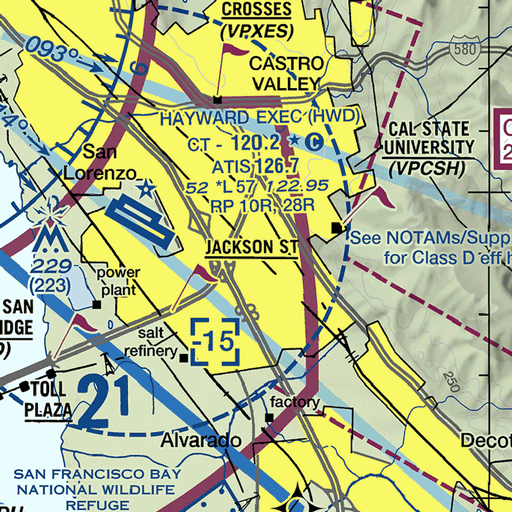 CROSSES
(VPXES)
093°
6
CASTRO
VALLEY
580
HAYWARD EXEC (HWD)
CT - 120.2 * C
ATIS 126.7
52 *L 57 122.95
RP 10R, 28R
CAL STATE
UNIVERSITY
(VPCSH)
C
2
44°
San
Lorenzo
JACKSON ST
See NOTAMs/Supp
for Class D eff h
229
(223)
power
plant
SAN
IDGE
)
salt
refinery
-15
TOLL
PLAZA
21
250
factory
Alvarado
Decot
SAN FRANCISCO BAY
NATIONAL WILDLIFE
REFUGE